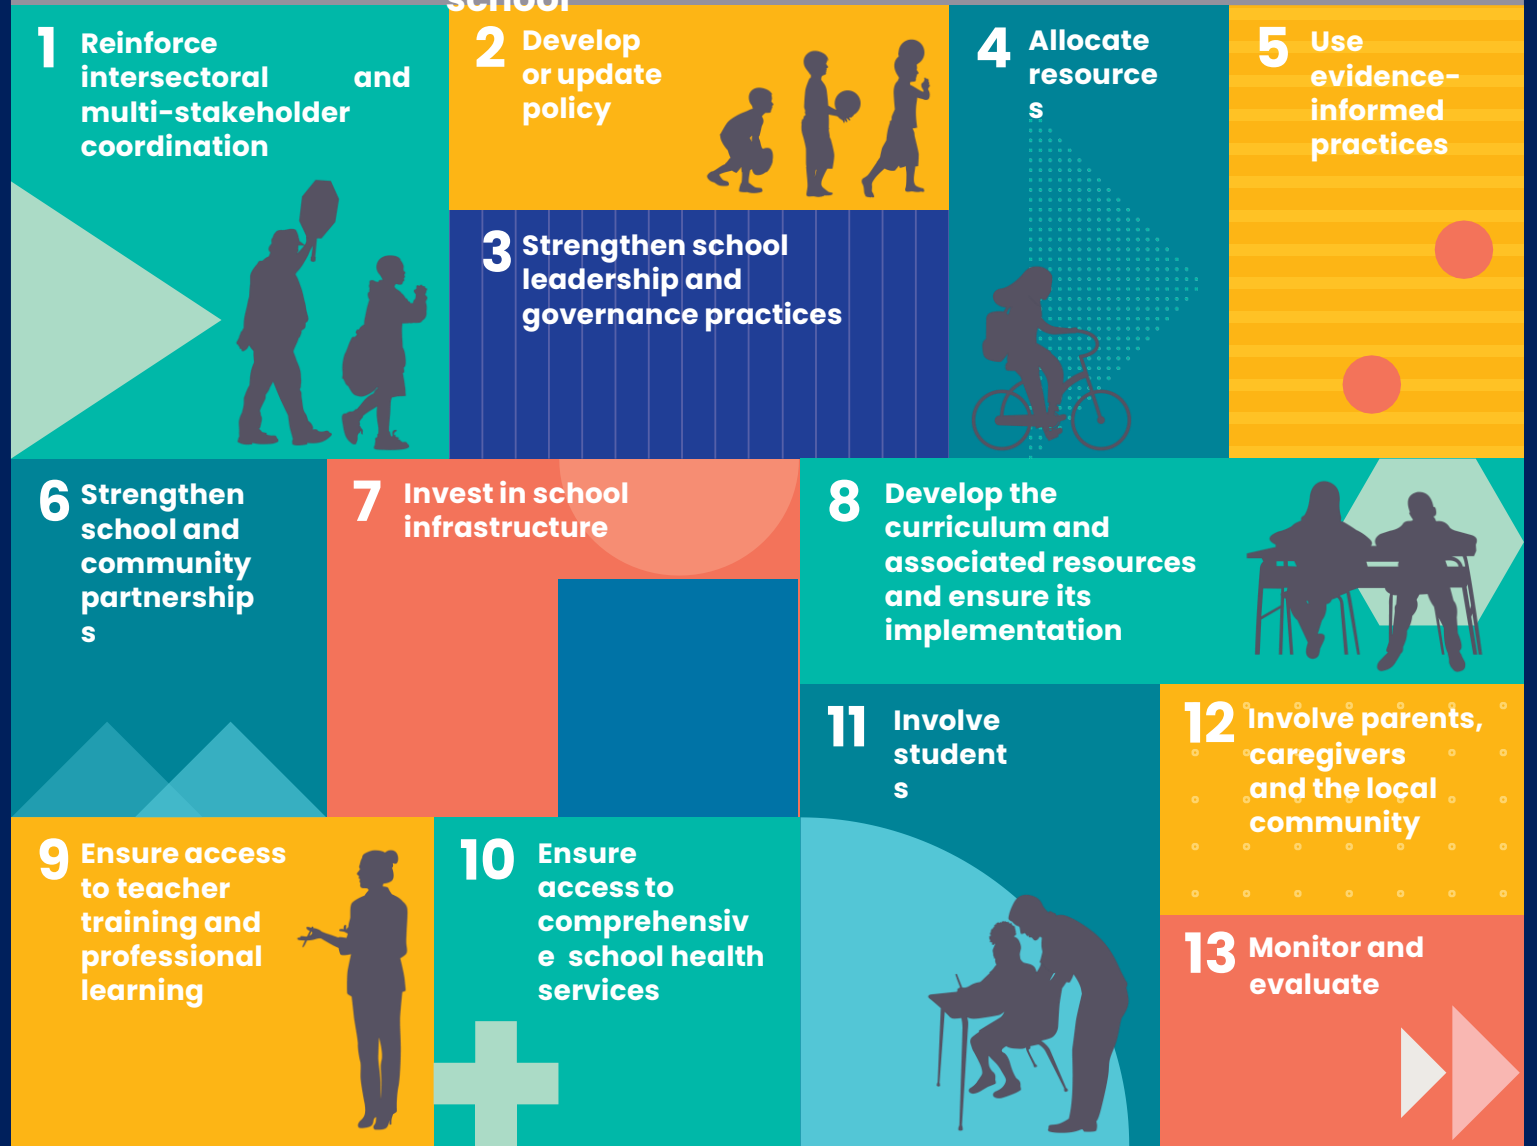 school
1 Reinforce
intersectoral and
multi-stakeholder
coordination
2 Develop
or update
policy
3 Strengthen school
leadership and
governance practices
4 Allocate
resource
s
5 Use
evidence-
informed
practices
6 Strengthen
school and
community
partnership
s
7 Invest in school
infrastructure
8 Develop the
curriculum and
associated resources
and ensure its
implementation
9 Ensure access
to teacher
training and
professional
learning
10 Ensure
access to
comprehensiv
e school health
services
11 Involve
student
s
12 Involve parents,
caregivers
and the local
community
13 Monitor and
evaluate